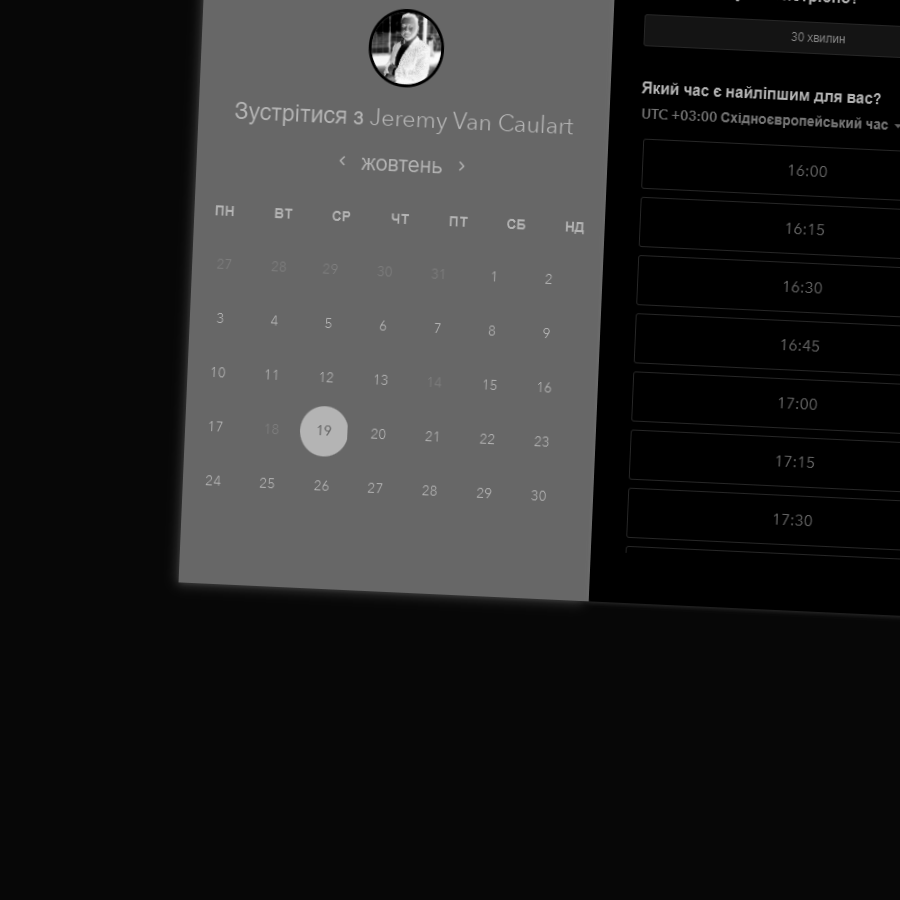 Зустрітися з Jeremy Van Caulart
жовтень
ПН ВТ СР ЧТ ПТ СБ НД
27 28 29 30 31 1 2
3 4 5 6 7 8 9
10 11 12 13 14 15 16
17 18 19 20 21 22 23
24 25 26 27 28 29 30
30 хвилин
Який час є найліпшим для вас?
UTC +03:00 Східноєвропейський час
16:00
16:15
16:30
16:45
17:00
17:15
17:30